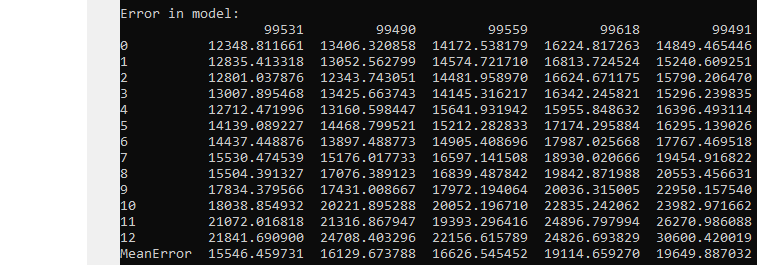 Error in model:
99531 99490 99559 99618 99491
0 12348.811661 13406.320858 14172.538179 16224.817263 14849.465446
1 12835.413318 13052.562799 14574.721710 16813.724524 15240.609251
2 12801.037876 12343.743051 14481.958970 16624.671175 15790.206470
3 13007.895468 13425.663743 14145.316217 16342.245821 15296.239835
4 12712.471996 13160.598447 15641.931942 15955.848632 16396.493114
5 14139.089227 14468.799521 15212.282833 17174.295884 16295.139026
6 14437.448876 13897.488773 14905.408696 17987.025668 17767.469518
7 15530.474539 15176.017733 16597.141508 18930.020666 19454.916822
8 15504.391327 17076.389123 16839.487842 19842.871988 20553.456631
9 17834.379566 17431.008667 17972.194064 20036.315005 22950.157540
10 18038.854932 20221.895288 20052.196710 22835.242062 23982.971662
11 21072.016818 21316.867947 19393.296416 24896.797994 26270.986088
12 21841.690900 24708.403296 22156.615789 24826.693829 30600.420019
MeanError 15546.459731 16129.673788 16626.545452 19114.659270 19649.887032